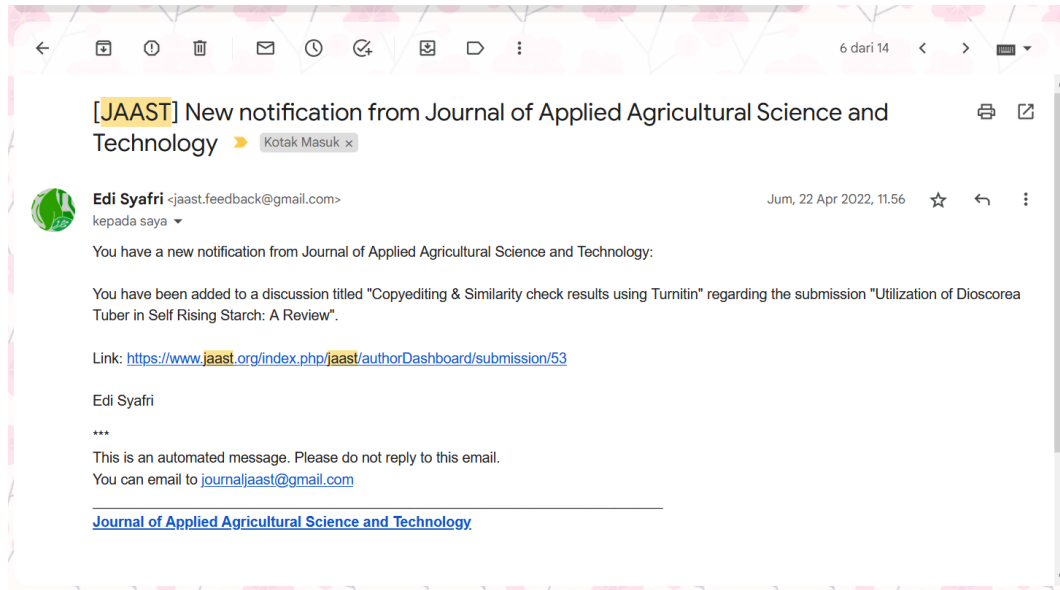 6 dari 14
[JAAST] New notification from Journal of Applied Agricultural Science and
Technology Kotak Masuk x
Edi Syafri <jaast.feedback@gmail.com> Jum, 22 Apr 2022, 11.56
kepada saya
You have a new notification from Journal of Applied Agricultural Science and Technology:
You have been added to a discussion titled "Copyediting & Similarity check results using Turnitin" regarding the submission "Utilization of Dioscorea
Tuber in Self Rising Starch: A Review".
Link: https://www.jaast.org/index.php/jaast/authorDashboard/submission/53
Edi Syafri
***
This is an automated message. Please do not reply to this email.
You can email to journaljaast@gmail.com
Journal of Applied Agricultural Science and Technology